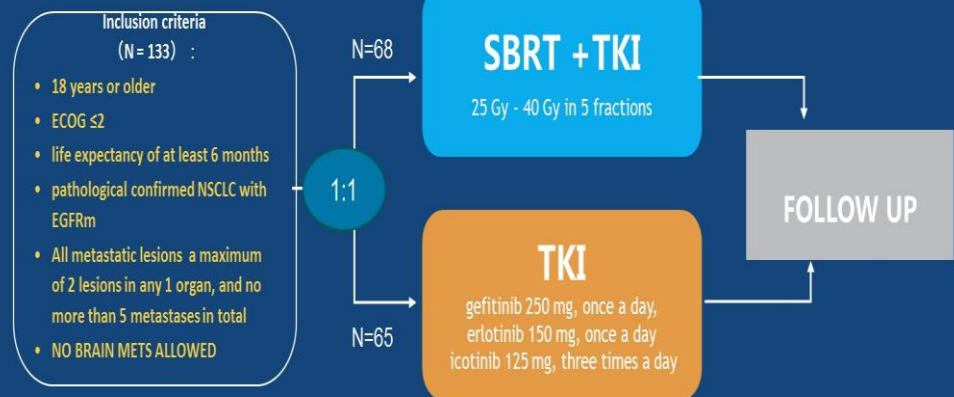 Inclusion criteria
(N = 133) :
• 18 years or older
• ECOG ≤2
• life expectancy of at least 6 months
• pathological confirmed NSCLC with
EGFRm
• All metastatic lesions a maximum
of 2 lesions in any 1 organ, and no
more than 5 metastases in total
• NO BRAIN METS ALLOWED
1:1
N=68
SBRT +TKI
25 Gy - 40 Gy in 5 fractions
N=65
TKI
gefitinib 250 mg, once a day,
erlotinib 150 mg, once a day
icotinib 125 mg, three times a day
FOLLOW UP